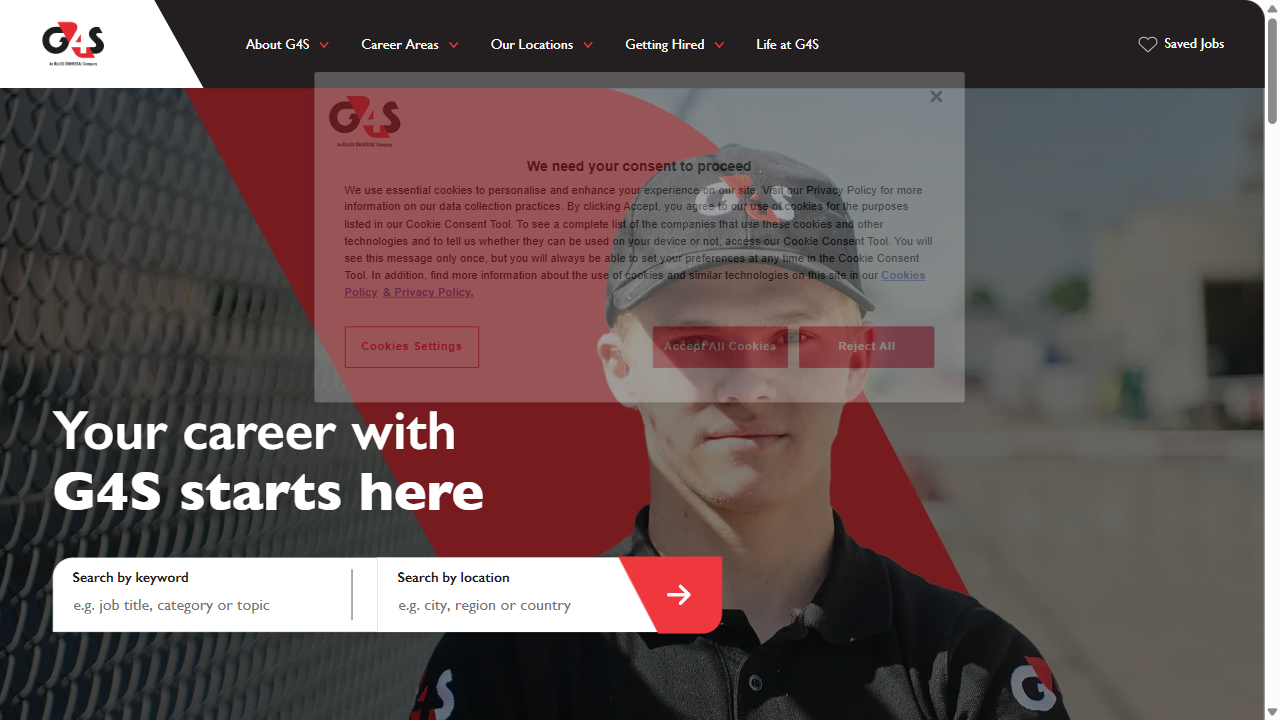 G4S
An ALLIED UNIVERSAL Company
About G4S
Career Areas
Our Locations
Getting Hired
Life at G4S
Saved Jobs
G4S
An ALLIED UNIVERSAL Company
We need your consent to proceed
We use essential cookies to personalise and enhance your experience on our site. Visit our Privacy Policy for more
information on our data collection practices. By clicking Accept, you agree to our use of cookies for the purposes
listed in our Cookie Consent Tool. To see a complete list of the companies that use these cookies and other
technologies and to tell us whether they can be used on your device or not, access our Cookie Consent Tool. You will
see this message only once, but you will always be able to set your preferences at any time in the Cookie Consent
Tool. In addition, find more information about the use of cookies and similar technologies on this site in our Cookies
Policy & Privacy Policy.
Cookies Settings
Accept All Cookies
Reject All
G4S
Your career with
G4S starts here
Search by keyword
e.g. job title, category or topic
Search by location
e.g. city, region or country